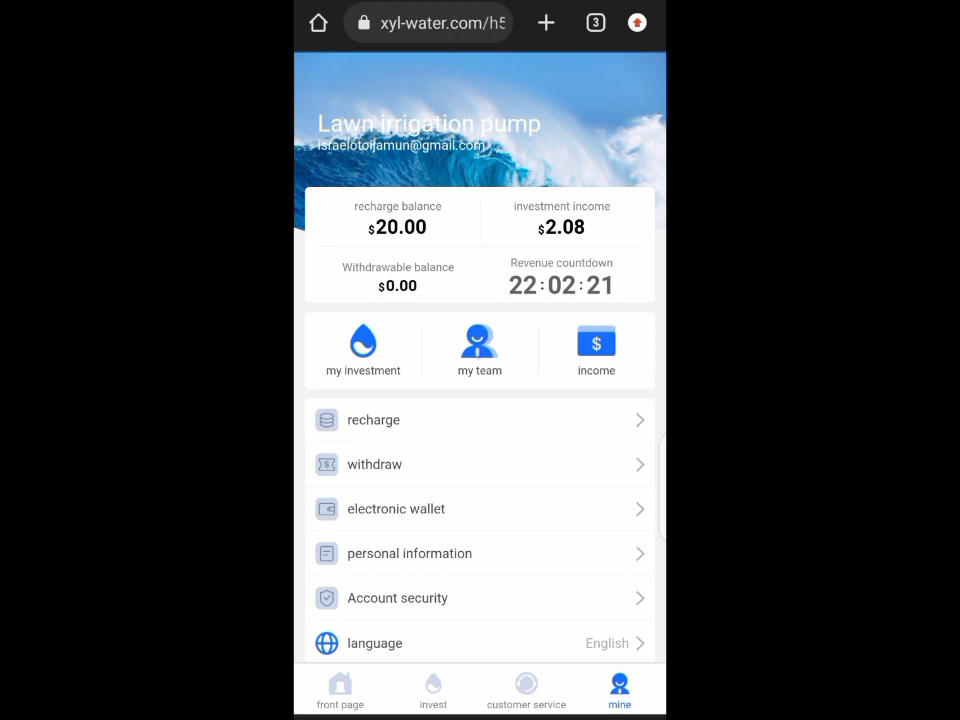 xyl-water.com/h5
3
Lawn irrigation pump
israelotoijamun@gmail.com
recharge balance
$20.00
investment income
$2.08
Withdrawable balance
$0.00
Revenue countdown
22:02:21
my investment
my team
$
income
recharge
withdraw
electronic wallet
personal information
Account security
language
English
front page
invest
customer service
mine